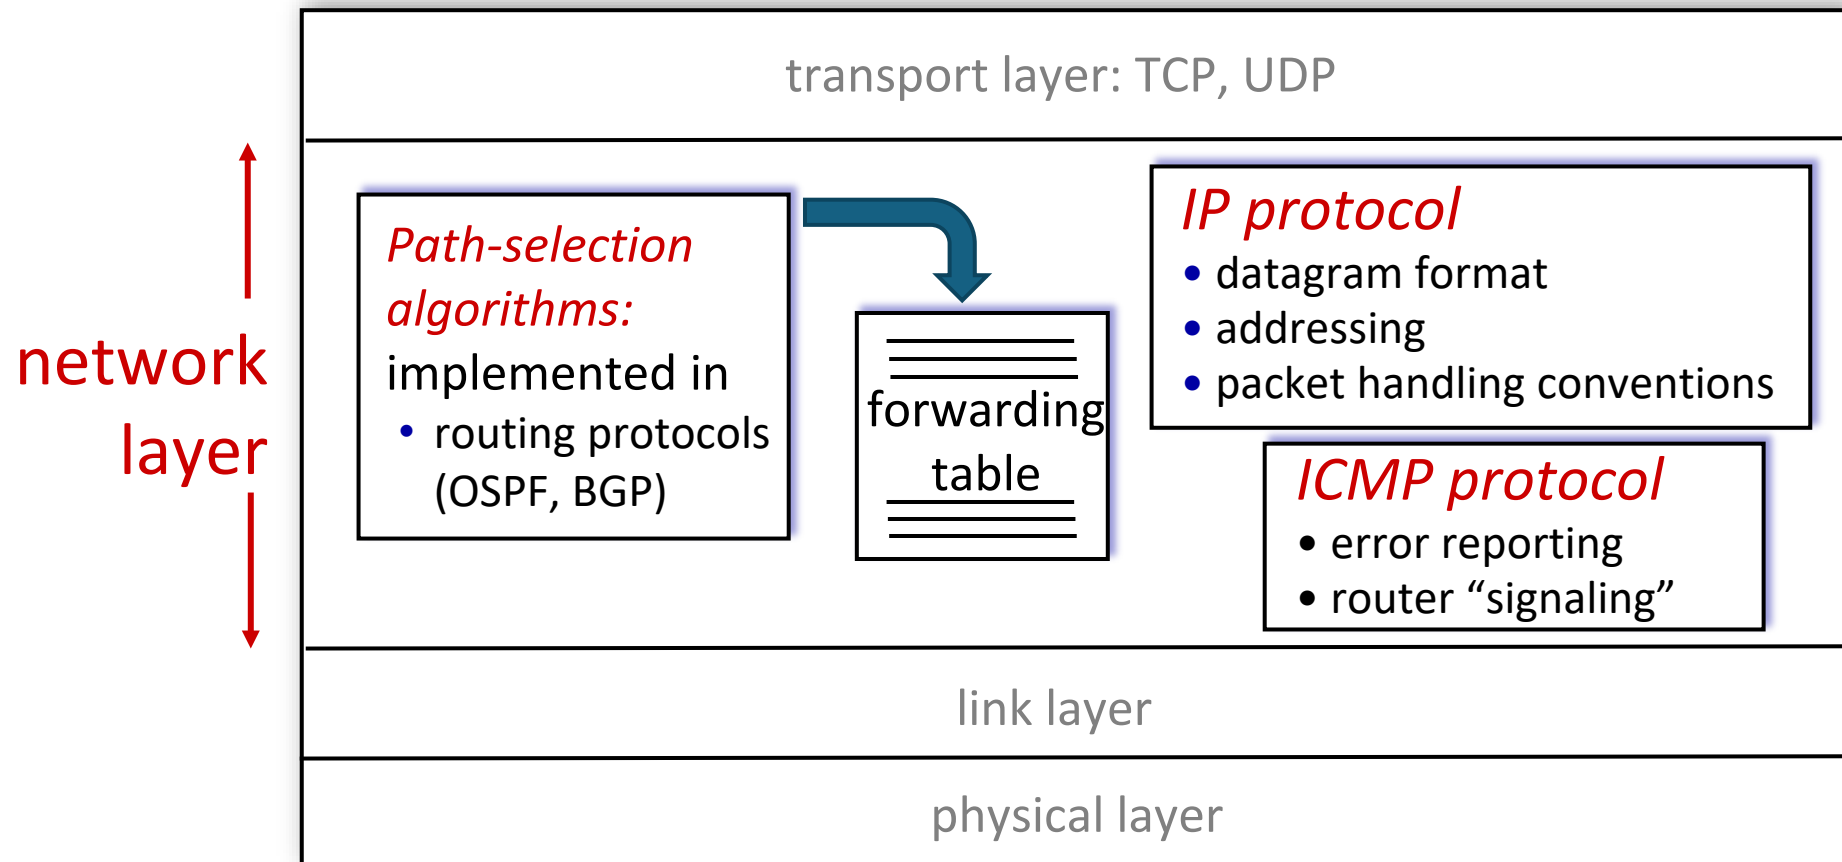 transport layer: TCP, UDP
network
layer
Path-selection
algorithms:
implemented in
• routing protocols
(OSPF, BGP)
forwarding
table
IP protocol
• datagram format
• addressing
• packet handling conventions
ICMP protocol
• error reporting
• router “signaling”
link layer
physical layer